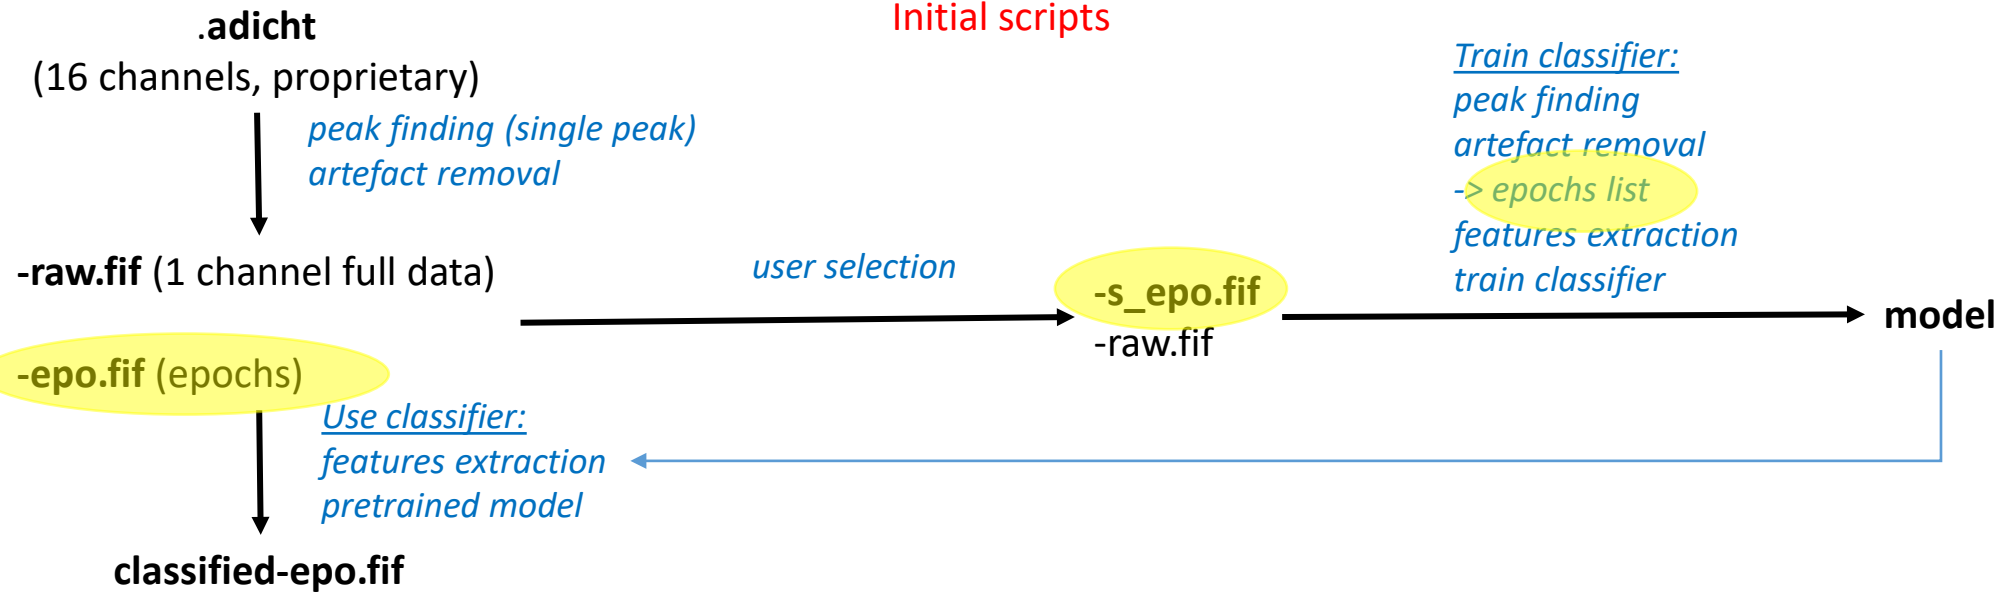 Initial scripts
.adicht
(16 channels, proprietary)
peak finding (single peak)
artefact removal
-raw.fif (1 channel full data)
-epo.fif (epochs)
user selection
-s_epo.fif
-raw.fif
Train classifier:
peak finding
artefact removal
-> epochs list
features extraction
train classifier
model
Use classifier:
features extraction
pretrained model
classified-epo.fif